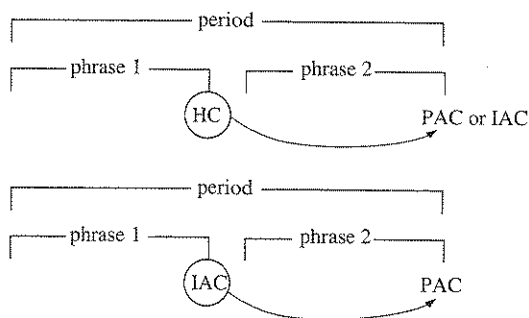 period
phrase 1 phrase 2
HC PAC or IAC
period
phrase 1 phrase 2
IAC PAC